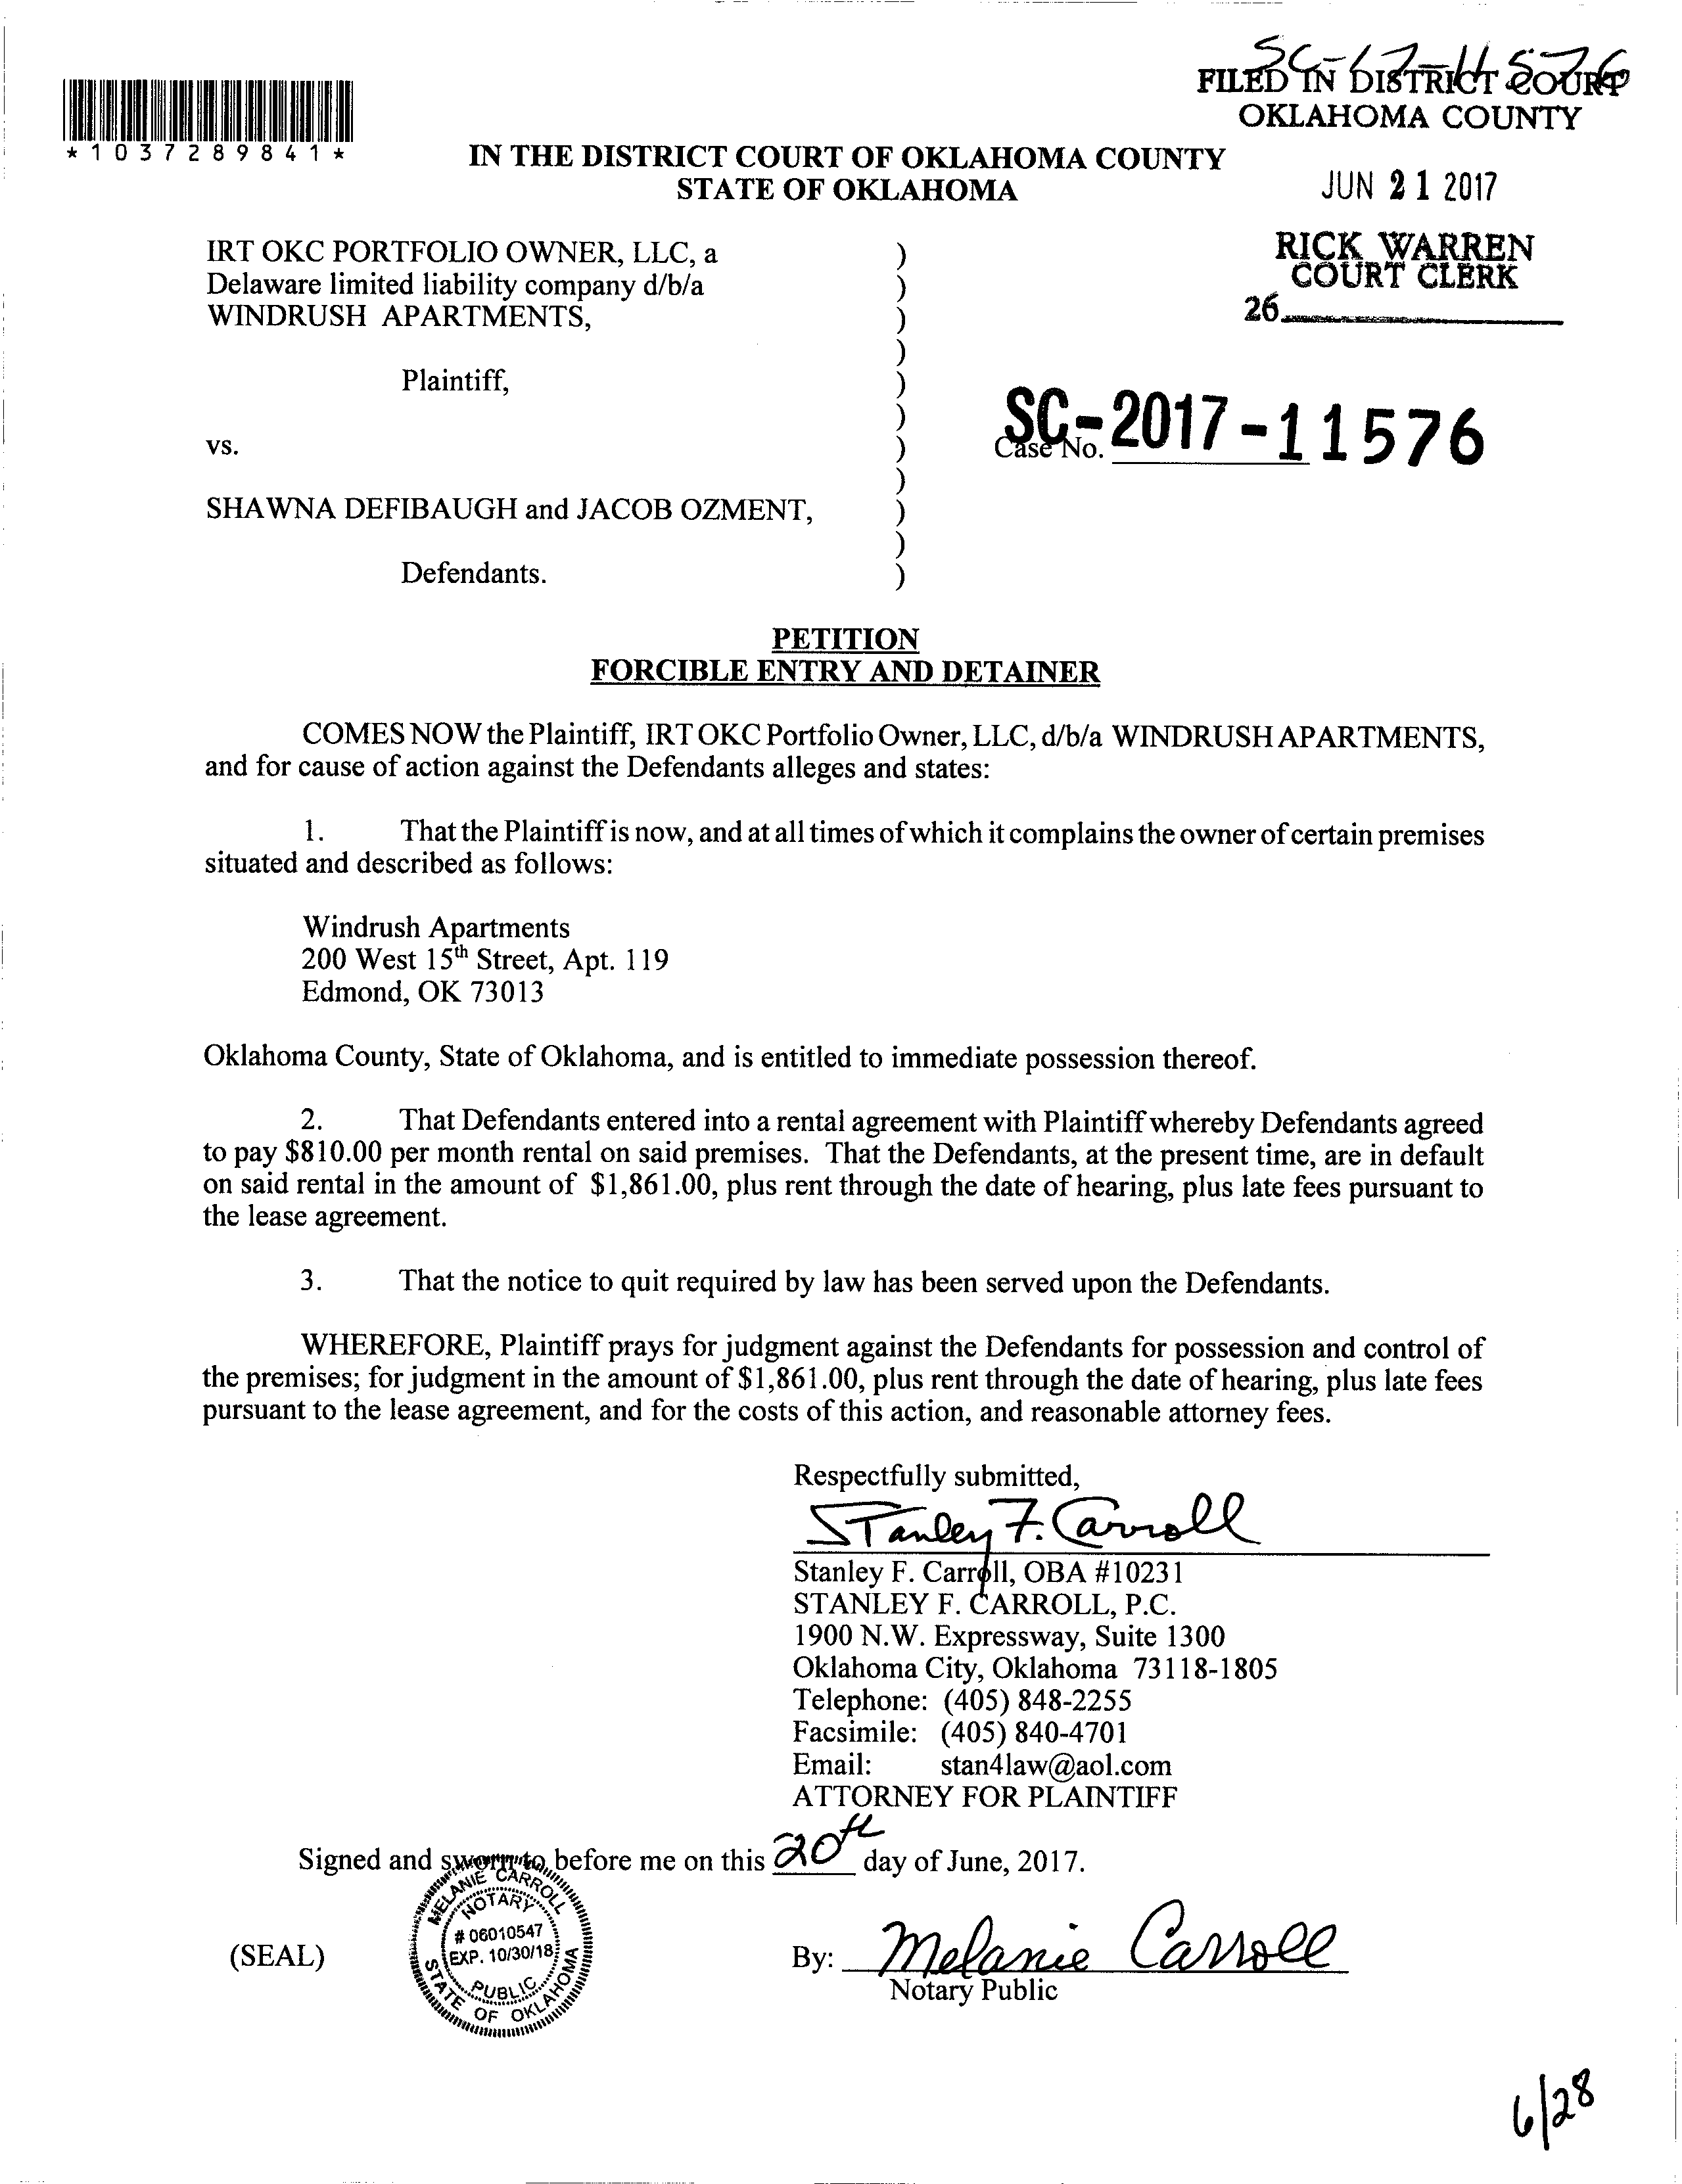 SC-17-11576
FILED IN DISTRICT COURT
OKLAHOMA COUNTY
*1037289841*
IN THE DISTRICT COURT OF OKLAHOMA COUNTY
STATE OF OKLAHOMA
JUN 21 2017
RICK WARREN
COURT CLERK
26
IRT OKC PORTFOLIO OWNER, LLC, a )
Delaware limited liability company d/b/a )
WINDRUSH APARTMENTS, )
)
Plaintiff, )
)
vs. )
)
SHAWNA DEFIBAUGH and JACOB OZMENT, )
)
Defendants. )
Case No. SC-2017-11576
PETITION
FORCIBLE ENTRY AND DETAINER
COMES NOW the Plaintiff, IRT OKC Portfolio Owner, LLC, d/b/a WINDRUSH APARTMENTS,
and for cause of action against the Defendants alleges and states:
1. That the Plaintiff is now, and at all times of which it complains the owner of certain premises
situated and described as follows:
Windrush Apartments
200 West 15th Street, Apt. 119
Edmond, OK 73013
Oklahoma County, State of Oklahoma, and is entitled to immediate possession thereof.
2. That Defendants entered into a rental agreement with Plaintiff whereby Defendants agreed
to pay $810.00 per month rental on said premises. That the Defendants, at the present time, are in default
on said rental in the amount of $1,861.00, plus rent through the date of hearing, plus late fees pursuant to
the lease agreement.
3. That the notice to quit required by law has been served upon the Defendants.
WHEREFORE, Plaintiff prays for judgment against the Defendants for possession and control of
the premises; for judgment in the amount of $1,861.00, plus rent through the date of hearing, plus late fees
pursuant to the lease agreement, and for the costs of this action, and reasonable attorney fees.
Respectfully submitted,
Stanley F. Carroll
Stanley F. Carroll, OBA #10231
STANLEY F. CARROLL, P.C.
1900 N.W. Expressway, Suite 1300
Oklahoma City, Oklahoma 73118-1805
Telephone: (405) 848-2255
Facsimile: (405) 840-4701
Email: stan4law@aol.com
ATTORNEY FOR PLAINTIFF
Signed and sworn to before me on this 20th day of June, 2017.
(SEAL)
MELANIE CARROLL
NOTARY
# 06010547
EXP. 10/30/18
PUBLIC
STATE OF OKLAHOMA
By: Melanie Carroll
Notary Public
6/28